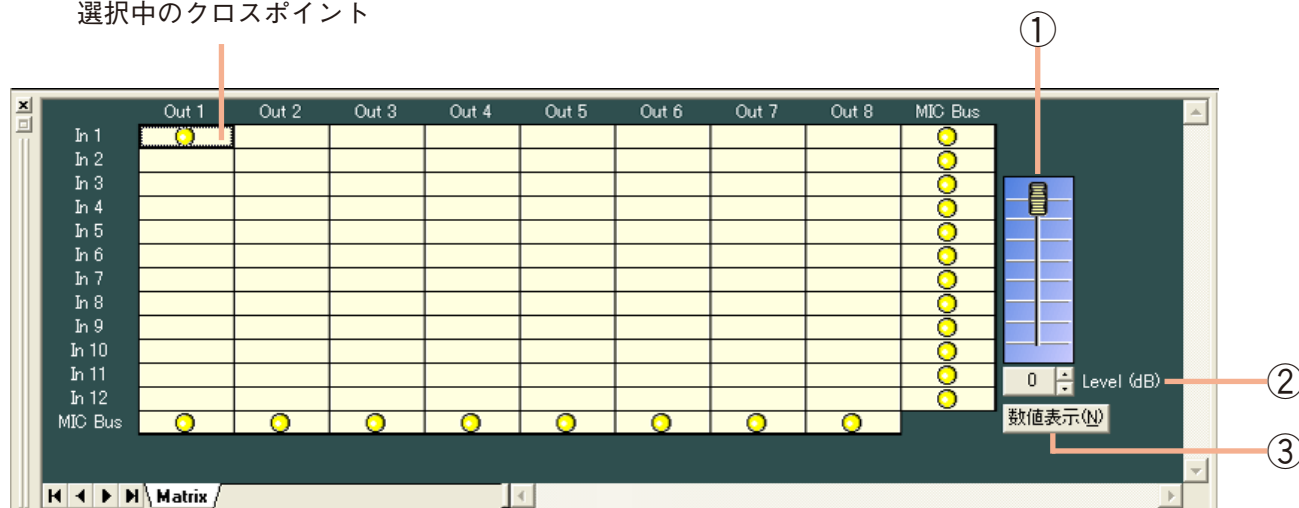 選択中のクロスポイント
①
Out 1 Out 2 Out 3 Out 4 Out 5 Out 6 Out 7 Out 8 MIC Bus
In 1
In 2
In 3
In 4
In 5
In 6
In 7
In 8
In 9
In 10
In 11
In 12
MIC Bus
0 Level (dB)
②
数値表示(N)
③
Matrix